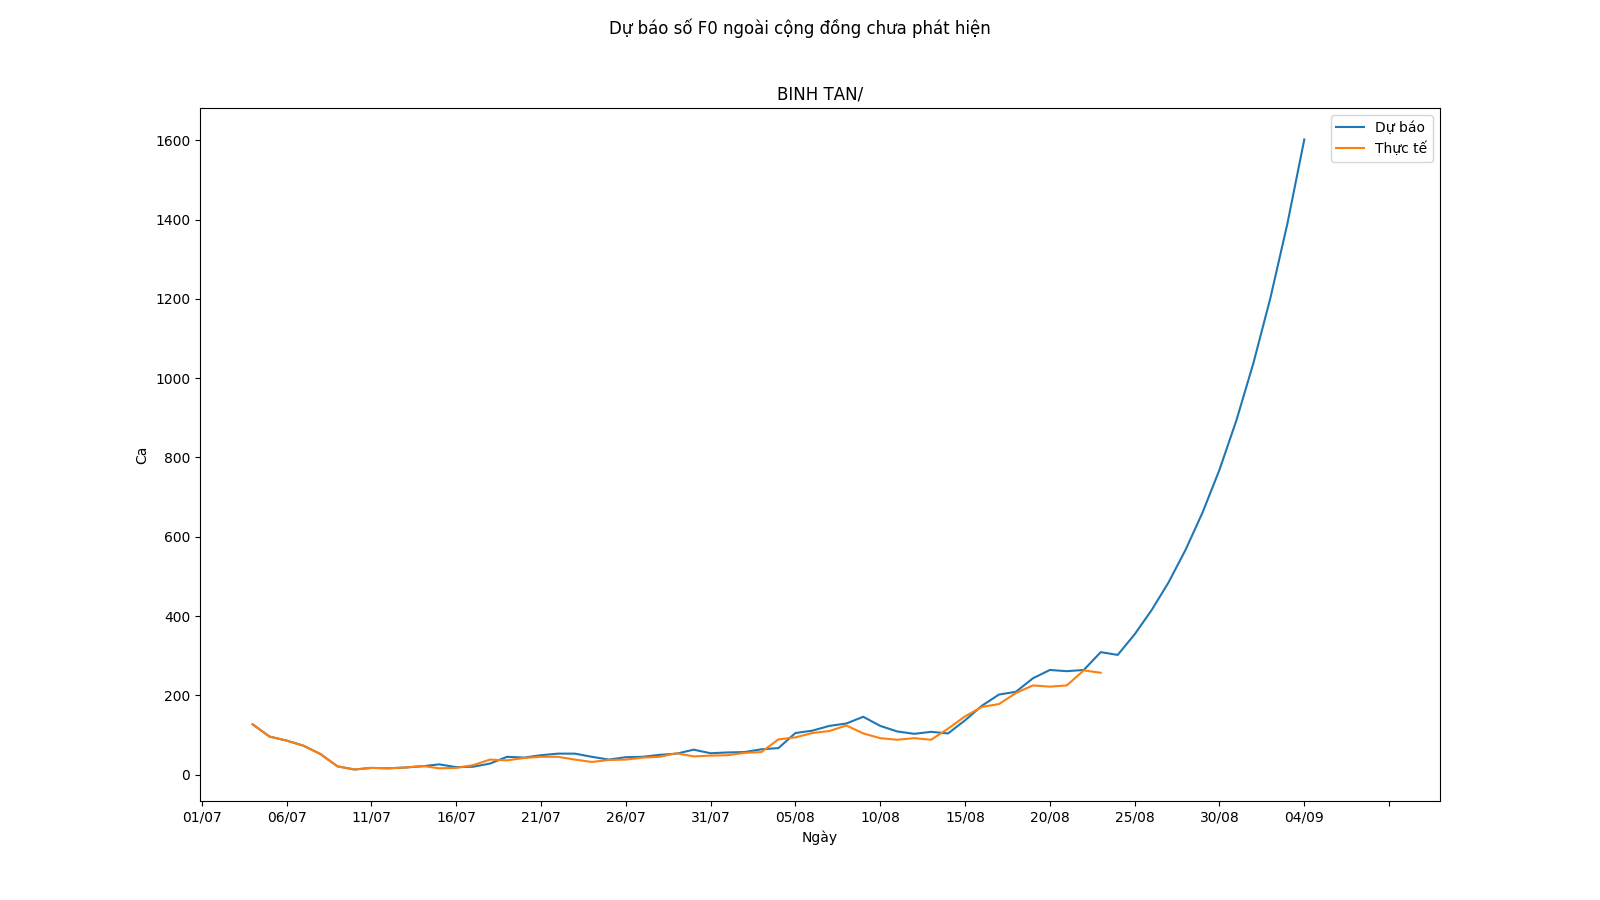 Dự báo số F0 ngoài cộng đồng chưa phát hiện
BINH TAN/
Dự báo
Thực tế
1600
1400
1200
1000
800
600
400
200
0
Ca
01/07 06/07 11/07 16/07 21/07 26/07 31/07 05/08 10/08 15/08 20/08 25/08 30/08 04/09
Ngày